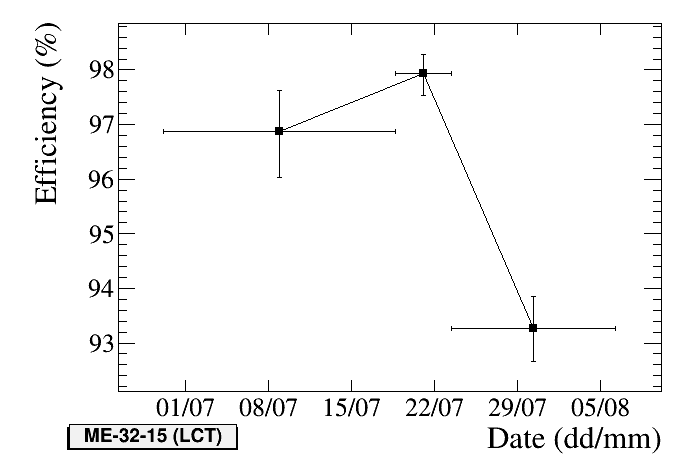 Efficiency (%)
98
97
96
95
94
93
01/07 08/07 15/07 22/07 29/07 05/08
ME-32-15 (LCT)
Date (dd/mm)